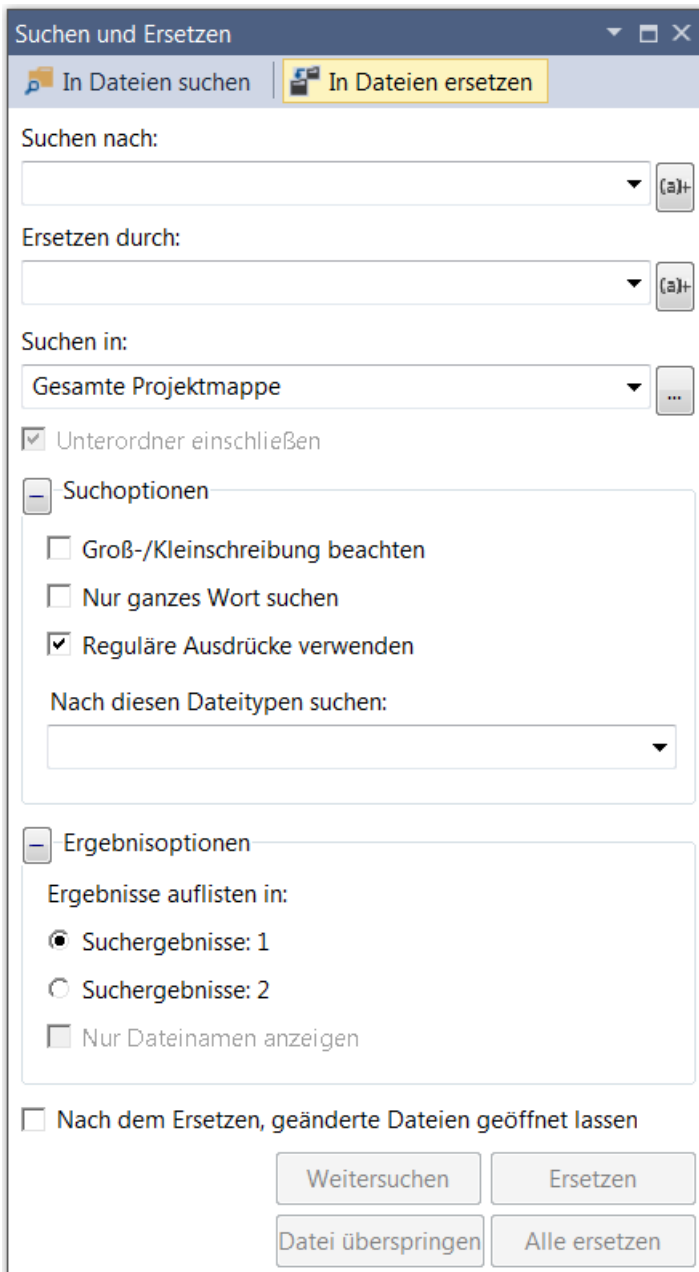 Suchen und Ersetzen
In Dateien suchen In Dateien ersetzen
Suchen nach:
(a)+
Ersetzen durch:
(a)+
Suchen in:
Gesamte Projektmappe ...
Unterordner einschließen
Suchoptionen
Groß-/Kleinschreibung beachten
Nur ganzes Wort suchen
Reguläre Ausdrücke verwenden
Nach diesen Dateitypen suchen:
Ergebnisoptionen
Ergebnisse auflisten in:
Suchergebnisse: 1
Suchergebnisse: 2
Nur Dateinamen anzeigen
Nach dem Ersetzen, geänderte Dateien geöffnet lassen
Weitersuchen Ersetzen
Datei überspringen Alle ersetzen